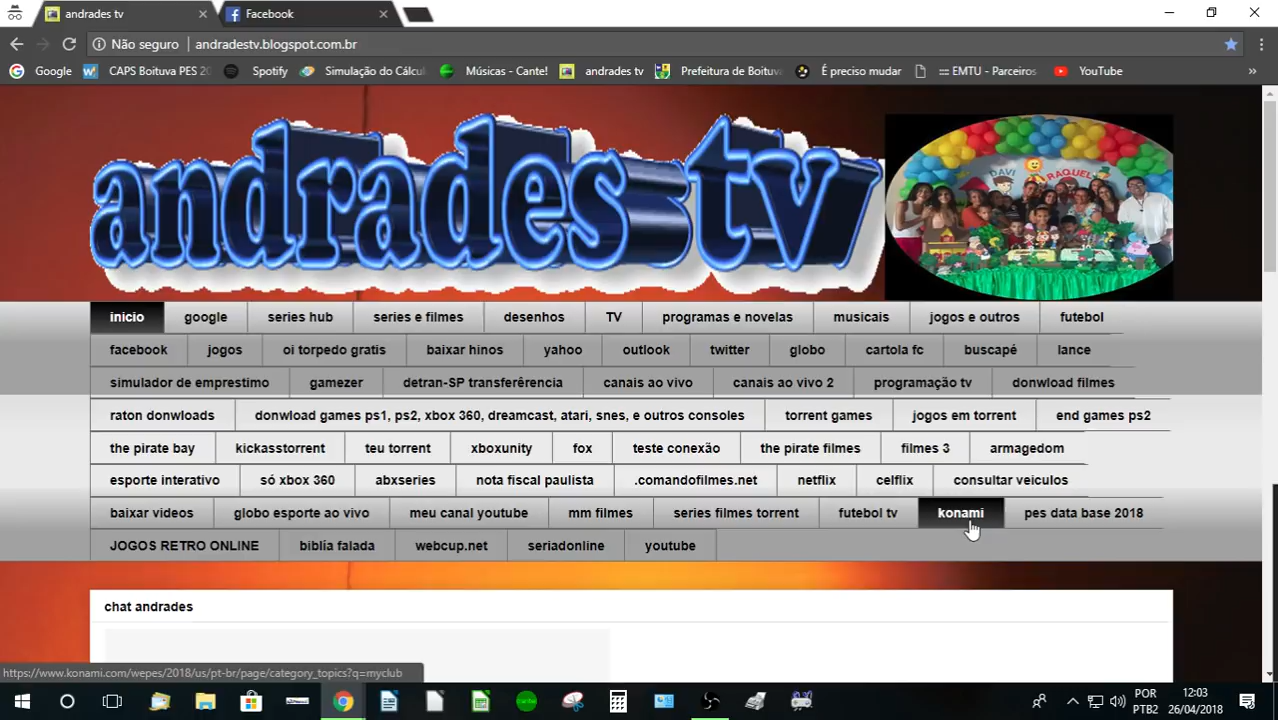 andrades tv
Facebook
Não seguro
andradestv.blogspot.com.br
Google
CAPS Boituva PES 20
Spotify
Simulação do Cálcu
Músicas - Cante!
andrades tv
Prefeitura de Boituv
É preciso mudar
::: EMTU - Parceiros
YouTube
»
andrades tv
DAVI
RAQUEL
inicio google series hub series e filmes desenhos TV programas e novelas musicais jogos e outros futebol
facebook jogos oi torpedo gratis baixar hinos yahoo outlook twitter globo cartola fc buscapé lance
simulador de emprestimo gamezer detran-SP transferêrencia canais ao vivo canais ao vivo 2 programação tv donwload filmes
raton donwloads donwload games ps1, ps2, xbox 360, dreamcast, atari, snes, e outros consoles torrent games jogos em torrent end games ps2
the pirate bay kickasstorrent teu torrent xboxunity fox teste conexão the pirate filmes filmes 3 armagedom
esporte interativo só xbox 360 abxseries nota fiscal paulista .comandofilmes.net netflix celflix consultar veiculos
baixar videos globo esporte ao vivo meu canal youtube mm filmes series filmes torrent futebol tv konami pes data base 2018
JOGOS RETRO ONLINE biblía falada webcup.net seriadonline youtube
chat andrades
https://www.konami.com/wepes/2018/us/pt-br/page/category_topics?q=myclub
POR
PTB2
12:03
26/04/2018